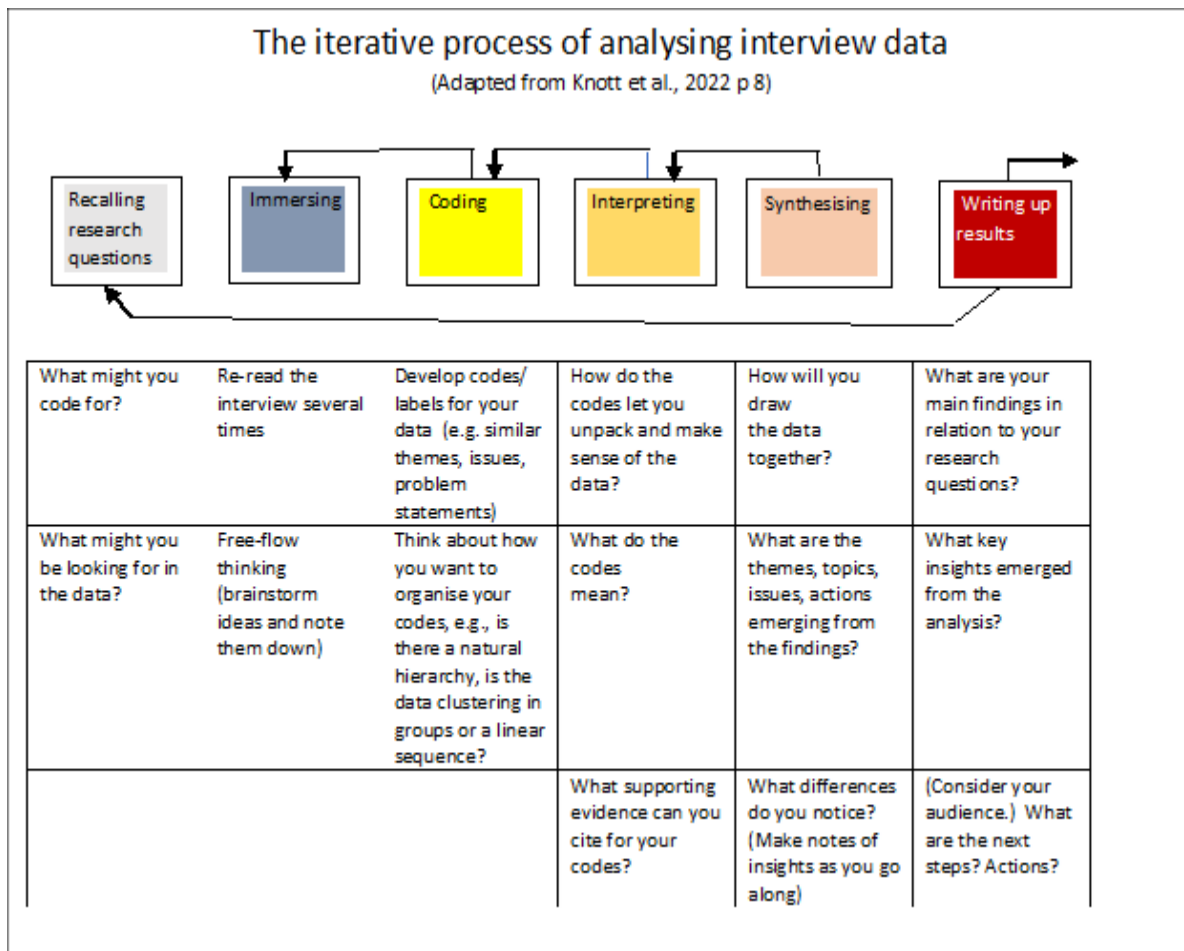 The iterative process of analysing interview data
(Adapted from Knott et al., 2022 p 8)
Recalling
research
questions
Immersing
Coding
Interpreting
Synthesising
Writing up
results
What might you
code for?
Re-read the
interview several
times
Develop codes/
labels for your
data (e.g. similar
themes, issues,
problem
statements)
How do the
codes let you
unpack and make
sense of the
data?
How will you
draw
the data
together?
What are your
main findings in
relation to your
research
questions?
What might you
be looking for in
the data?
Free-flow
thinking
(brainstorm
ideas and note
them down)
Think about how
you want to
organise your
codes, e.g., is
there a natural
hierarchy, is the
data clustering in
groups or a linear
sequence?
What do the
codes
mean?
What are the
themes, topics,
issues, actions
emerging from
the findings?
What key
insights emerged
from the
analysis?
What supporting
evidence can you
cite for your
codes?
What differences
do you notice?
(Make notes of
insights as you go
along)
(Consider your
audience.) What
are the next
steps? Actions?